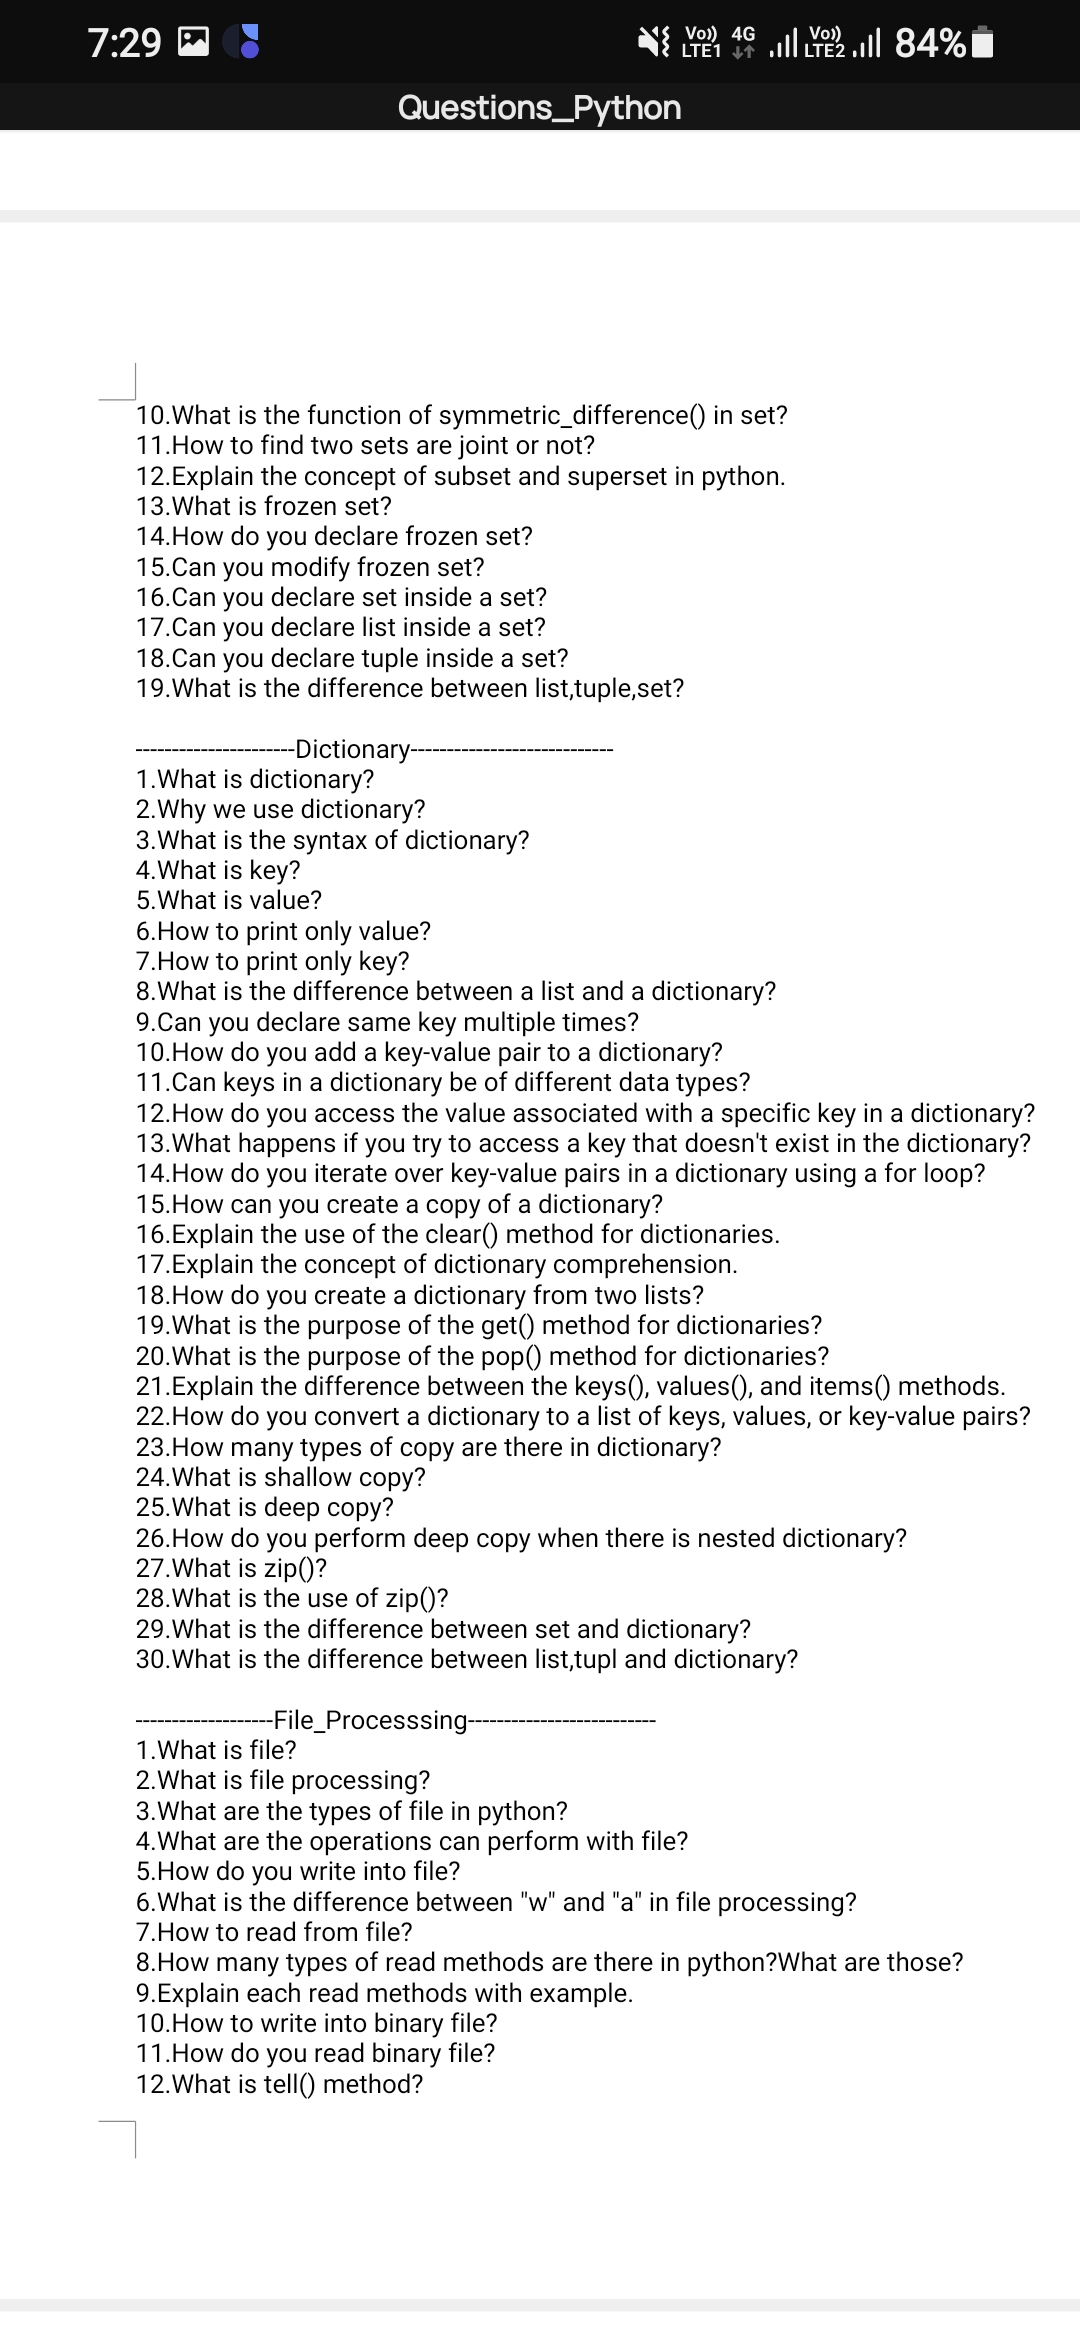 7:29
Vo)) 4G Vo)) 84%
LTE1 LTE2
Questions_Python
10.What is the function of symmetric_difference() in set?
11.How to find two sets are joint or not?
12.Explain the concept of subset and superset in python.
13.What is frozen set?
14.How do you declare frozen set?
15.Can you modify frozen set?
16.Can you declare set inside a set?
17.Can you declare list inside a set?
18.Can you declare tuple inside a set?
19.What is the difference between list,tuple,set?
----------------------Dictionary----------------------------
1.What is dictionary?
2.Why we use dictionary?
3.What is the syntax of dictionary?
4.What is key?
5.What is value?
6.How to print only value?
7.How to print only key?
8.What is the difference between a list and a dictionary?
9.Can you declare same key multiple times?
10.How do you add a key-value pair to a dictionary?
11.Can keys in a dictionary be of different data types?
12.How do you access the value associated with a specific key in a dictionary?
13.What happens if you try to access a key that doesn't exist in the dictionary?
14.How do you iterate over key-value pairs in a dictionary using a for loop?
15.How can you create a copy of a dictionary?
16.Explain the use of the clear() method for dictionaries.
17.Explain the concept of dictionary comprehension.
18.How do you create a dictionary from two lists?
19.What is the purpose of the get() method for dictionaries?
20.What is the purpose of the pop() method for dictionaries?
21.Explain the difference between the keys(), values(), and items() methods.
22.How do you convert a dictionary to a list of keys, values, or key-value pairs?
23.How many types of copy are there in dictionary?
24.What is shallow copy?
25.What is deep copy?
26.How do you perform deep copy when there is nested dictionary?
27.What is zip()?
28.What is the use of zip()?
29.What is the difference between set and dictionary?
30.What is the difference between list,tupl and dictionary?
-------------------File_Processsing--------------------------
1.What is file?
2.What is file processing?
3.What are the types of file in python?
4.What are the operations can perform with file?
5.How do you write into file?
6.What is the difference between "w" and "a" in file processing?
7.How to read from file?
8.How many types of read methods are there in python?What are those?
9.Explain each read methods with example.
10.How to write into binary file?
11.How do you read binary file?
12.What is tell() method?